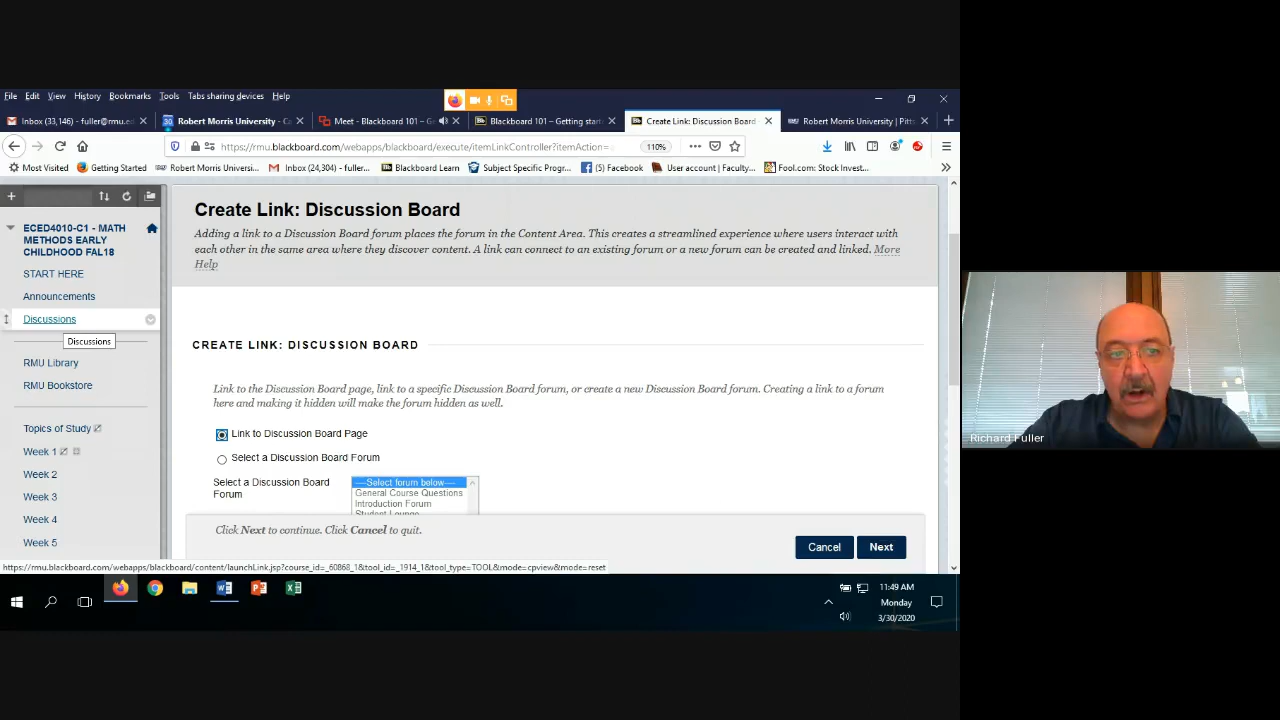 File Edit View History Bookmarks Tools Tabs sharing devices Help
Inbox (33,146) - fuller@rmu.ed
Robert Morris University - Ca
Meet - Blackboard 101 – G
Blackboard 101 – Getting start
Create Link: Discussion Board
Robert Morris University | Pitts
https://rmu.blackboard.com/webapps/blackboard/execute/itemLinkController?itemAction=
110%
Most Visited
Getting Started
Robert Morris Universi...
Inbox (24,304) - fuller...
Blackboard Learn
Subject Specific Progr...
(5) Facebook
User account | Faculty...
Fool.com: Stock Invest...
ECED4010-C1 - MATH
METHODS EARLY
CHILDHOOD FAL18
START HERE
Announcements
Discussions
Discussions
RMU Library
RMU Bookstore
Topics of Study
Week 1
Week 2
Week 3
Week 4
Week 5
Create Link: Discussion Board
Adding a link to a Discussion Board forum places the forum in the Content Area. This creates a streamlined experience where users interact with
each other in the same area where they discover content. A link can connect to an existing forum or a new forum can be created and linked. More
Help
CREATE LINK: DISCUSSION BOARD
Link to the Discussion Board page, link to a specific Discussion Board forum, or create a new Discussion Board forum. Creating a link to a forum
here and making it hidden will make the forum hidden as well.
Link to Discussion Board Page
Select a Discussion Board Forum
Select a Discussion Board
Forum
----Select forum below----
General Course Questions
Introduction Forum
Student Lounge
Click Next to continue. Click Cancel to quit.
Cancel
Next
https://rmu.blackboard.com/webapps/blackboard/content/launchLink.jsp?course_id=_60868_1&tool_id=_1914_1&tool_type=TOOL&mode=cpview&mode=reset
11:49 AM
Monday
3/30/2020
Richard Fuller